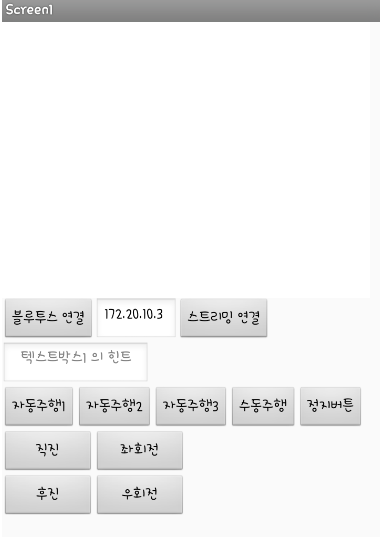 Screen1
블루투스 연결 172.20.10.3 스트리밍 연결
텍스트박스1 의 힌트
자동주행1 자동주행2 자동주행3 수동주행 정지버튼
직진 좌회전
후진 우회전